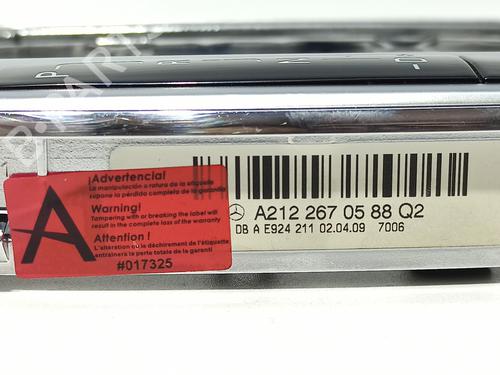 P R N D
A
¡Advertencia!
La manipulación o rotura de la etiqueta
supone la pérdida completa de la garantía
Warning!
Tampering with or breaking the label will
result in the complete loss of the warranty
Attention !
L'altération ou le déchirement de l'étiquette
entraînera la perte totale de la garanti
#017325
A212 267 05 88 Q2
DB A E924 211 02.04.09 7006